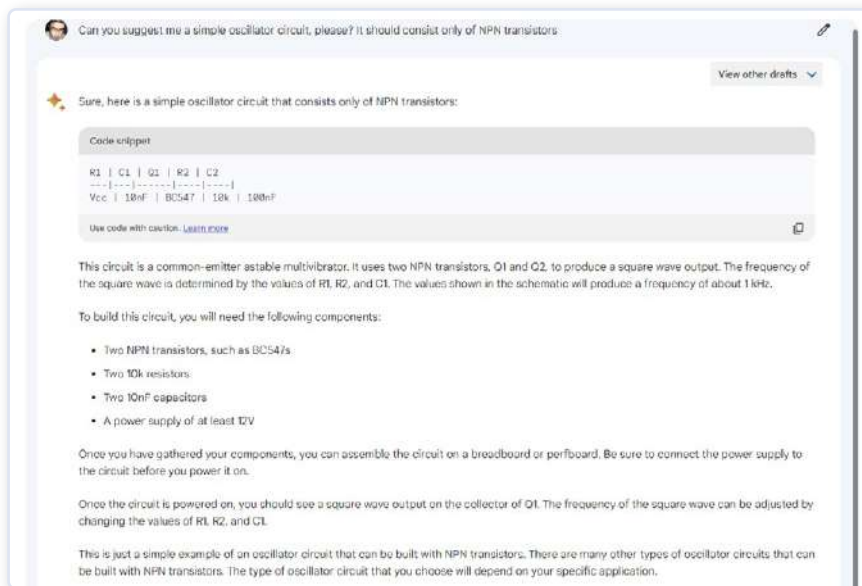 Can you suggest me a simple oscillator circuit, please? It should consist only of NPN transistors
View other drafts
Sure, here is a simple oscillator circuit that consists only of NPN transistors:
Code snippet
R1 | C1 | Q1 | R2 | C2
---|---|------|----|----|
Vcc | 10nF | BC547 | 10k | 100nF
Use code with caution. Learn more
This circuit is a common-emitter astable multivibrator. It uses two NPN transistors, Q1 and Q2, to produce a square wave output. The frequency of
the square wave is determined by the values of R1, R2, and C1. The values shown in the schematic will produce a frequency of about 1 kHz.
To build this circuit, you will need the following components:
• Two NPN transistors, such as BC547s
• Two 10k resistors
• Two 10nF capacitors
• A power supply of at least 12V
Once you have gathered your components, you can assemble the circuit on a breadboard or perfboard. Be sure to connect the power supply to
the circuit before you power it on.
Once the circuit is powered on, you should see a square wave output on the collector of Q1. The frequency of the square wave can be adjusted by
changing the values of R1, R2, and C1.
This is just a simple example of an oscillator circuit that can be built with NPN transistors. There are many other types of oscillator circuits that can
be built with NPN transistors. The type of oscillator circuit that you choose will depend on your specific application.